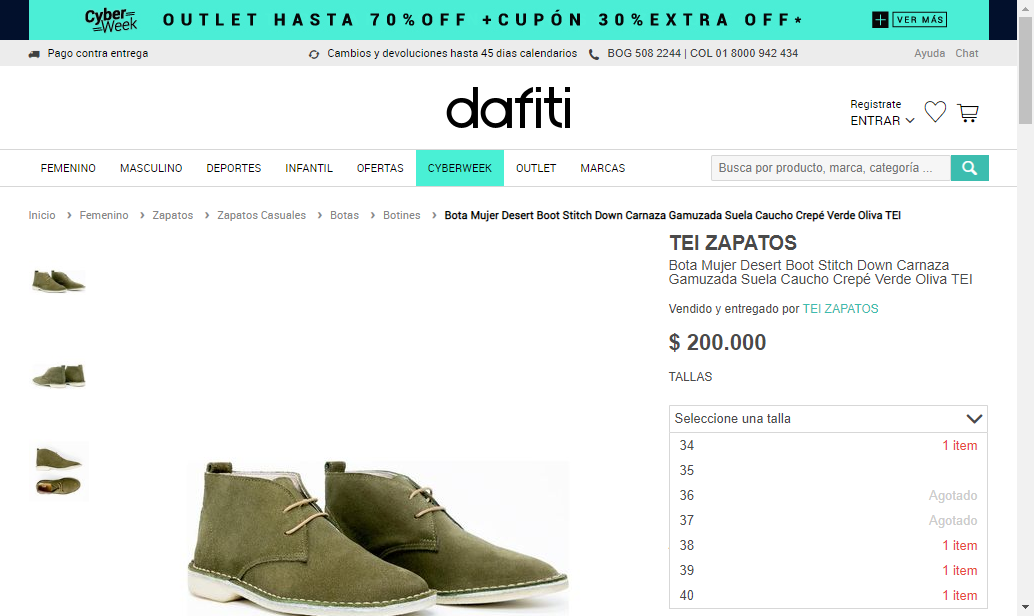 Cyber Week
OUTLET HASTA 70%OFF +CUPÓN 30%EXTRA OFF*
VER MÁS
Pago contra entrega
Cambios y devoluciones hasta 45 dias calendarios
BOG 508 2244 | COL 01 8000 942 434
Ayuda Chat
dafiti
Registrate
ENTRAR
FEMENINO MASCULINO DEPORTES INFANTIL OFERTAS CYBERWEEK OUTLET MARCAS
Busca por producto, marca, categoría ...
Inicio › Femenino › Zapatos › Zapatos Casuales › Botas › Botines › Bota Mujer Desert Boot Stitch Down Carnaza Gamuzada Suela Caucho Crepé Verde Oliva TEI
TEI ZAPATOS
Bota Mujer Desert Boot Stitch Down Carnaza
Gamuzada Suela Caucho Crepé Verde Oliva TEI
Vendido y entregado por TEI ZAPATOS
$ 200.000
TALLAS
Seleccione una talla
34 1 item
35
36 Agotado
37 Agotado
38 1 item
39 1 item
40 1 item